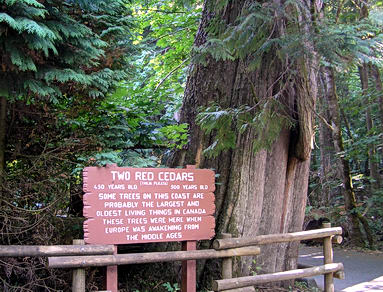 TWO RED CEDARS
450 YEARS OLD (THUJA PLICATA) 900 YEARS OLD
SOME TREES ON THIS COAST ARE
PROBABLY THE LARGEST AND
OLDEST LIVING THINGS IN CANADA
THESE TREES WERE HERE WHEN
EUROPE WAS AWAKENING FROM
THE MIDDLE AGES